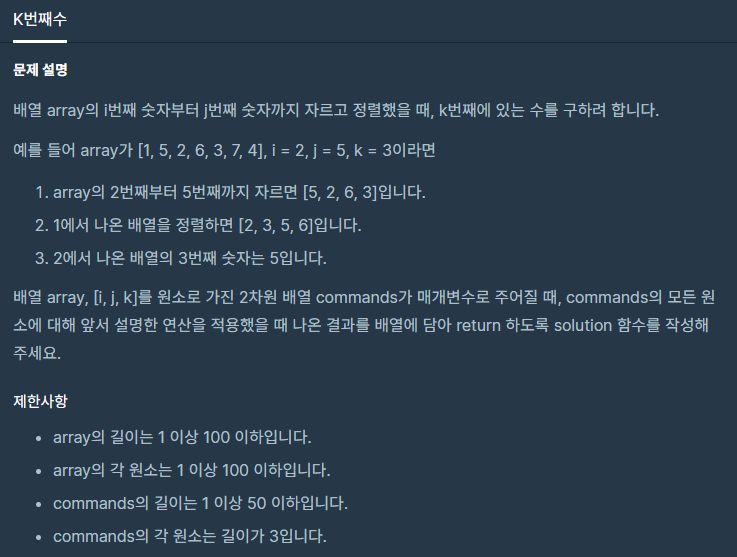 K번째수
문제 설명
배열 array의 i번째 숫자부터 j번째 숫자까지 자르고 정렬했을 때, k번째에 있는 수를 구하려 합니다.
예를 들어 array가 [1, 5, 2, 6, 3, 7, 4], i = 2, j = 5, k = 3이라면
1. array의 2번째부터 5번째까지 자르면 [5, 2, 6, 3]입니다.
2. 1에서 나온 배열을 정렬하면 [2, 3, 5, 6]입니다.
3. 2에서 나온 배열의 3번째 숫자는 5입니다.
배열 array, [i, j, k]를 원소로 가진 2차원 배열 commands가 매개변수로 주어질 때, commands의 모든 원
소에 대해 앞서 설명한 연산을 적용했을 때 나온 결과를 배열에 담아 return 하도록 solution 함수를 작성해
주세요.
제한사항
• array의 길이는 1 이상 100 이하입니다.
• array의 각 원소는 1 이상 100 이하입니다.
• commands의 길이는 1 이상 50 이하입니다.
• commands의 각 원소는 길이가 3입니다.